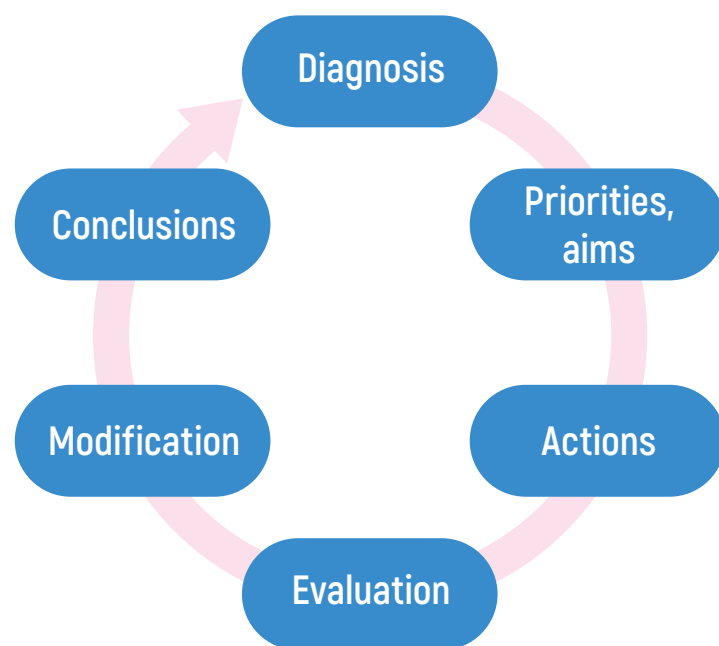 Diagnosis
Priorities,
aims
Actions
Evaluation
Modification
Conclusions